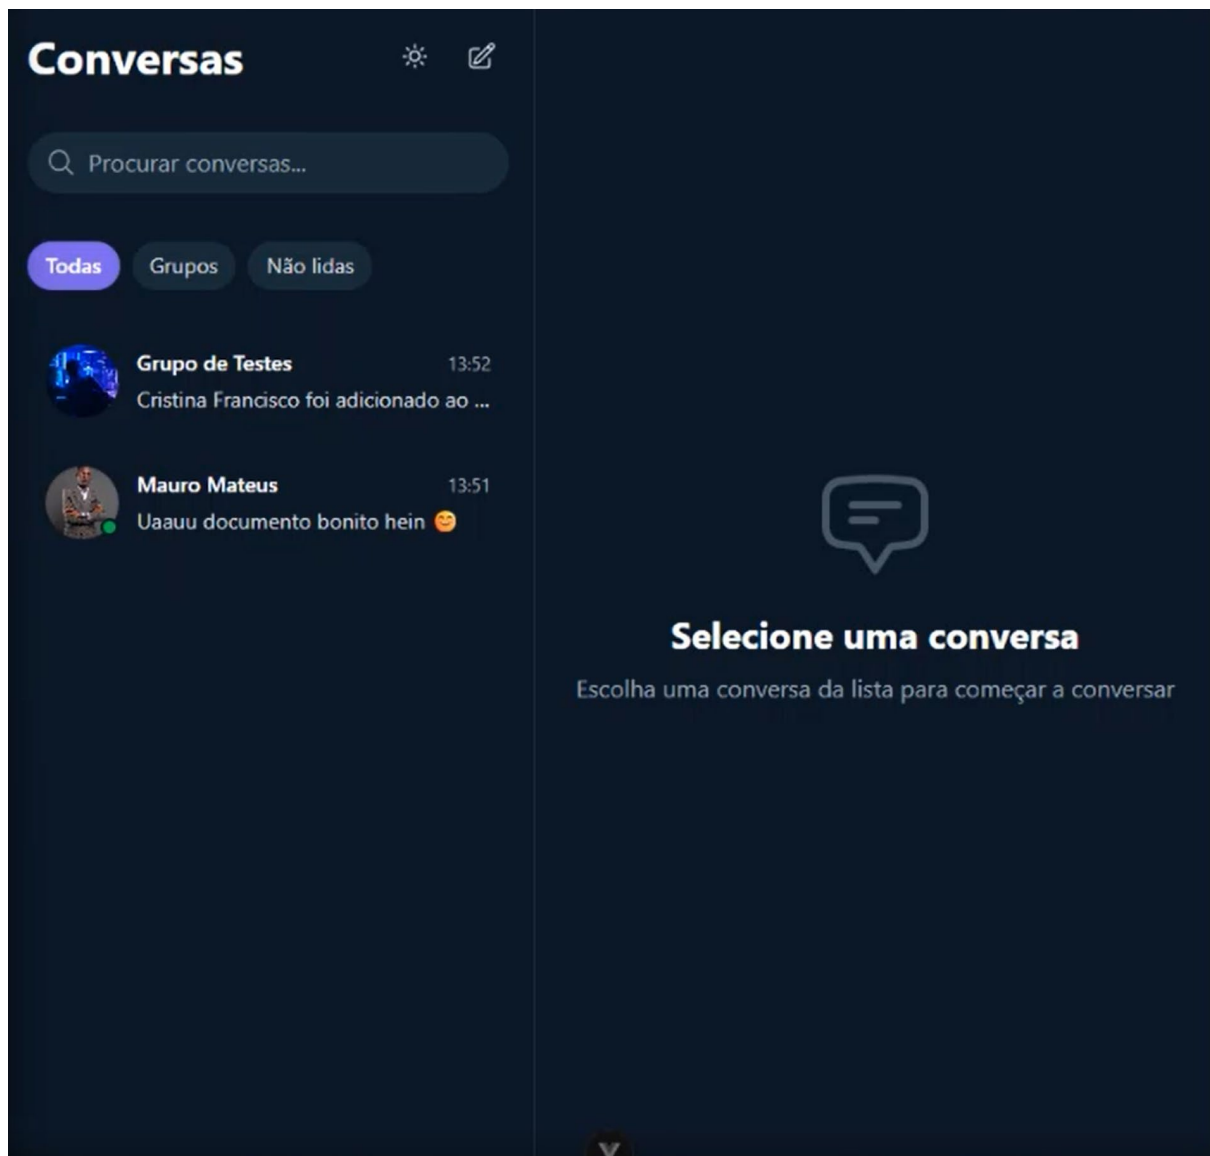 Conversas
Procurar conversas...
Todas Grupos Não lidas
Grupo de Testes 13:52
Cristina Francisco foi adicionado ao ...
Mauro Mateus 13:51
Uaauu documento bonito hein 😊
Selecione uma conversa
Escolha uma conversa da lista para começar a conversar